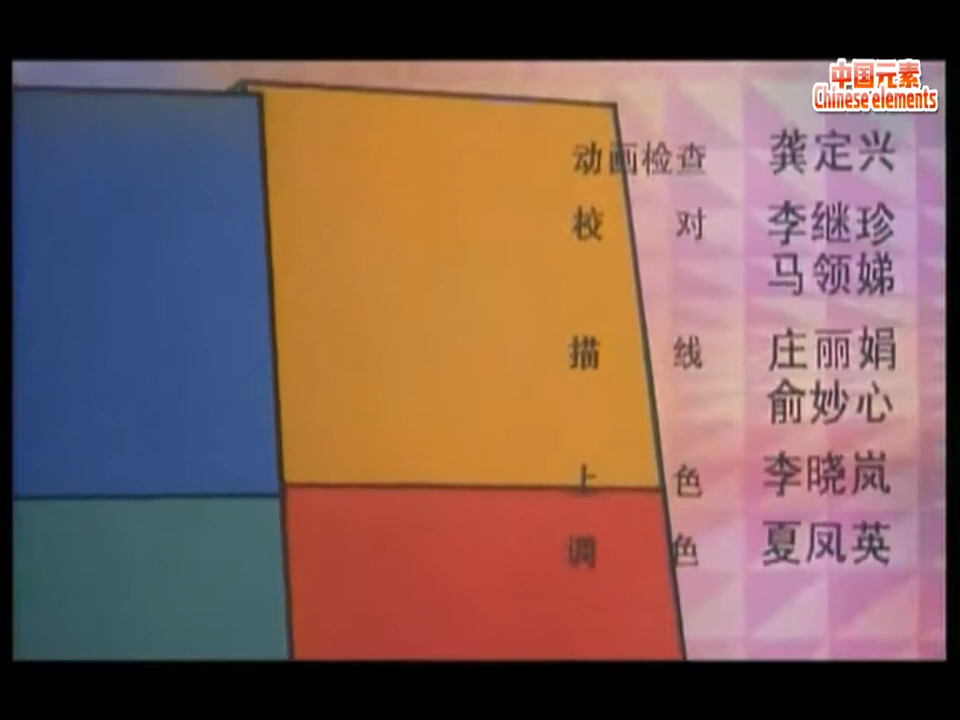 中国元素
Chinese elements
动画检查 龚定兴
校对 李继珍
马领娣
描线 庄丽娟
俞妙心
上色 李晓岚
调色 夏凤英